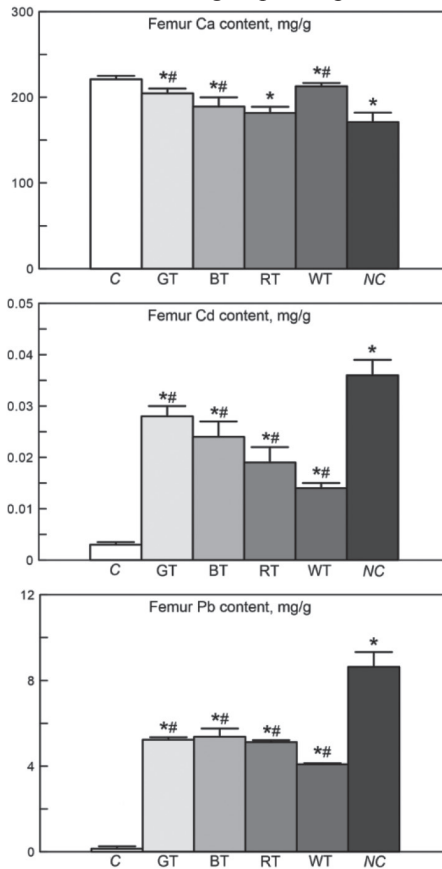 Femur Ca content, mg/g
300
200
100
0
*# *# * *# *
C GT BT RT WT NC
Femur Cd content, mg/g
0.05
0.04
0.03
0.02
0.01
0
*# *# *# *# *
C GT BT RT WT NC
Femur Pb content, mg/g
12
8
4
0
*# *# *# *# *
C GT BT RT WT NC